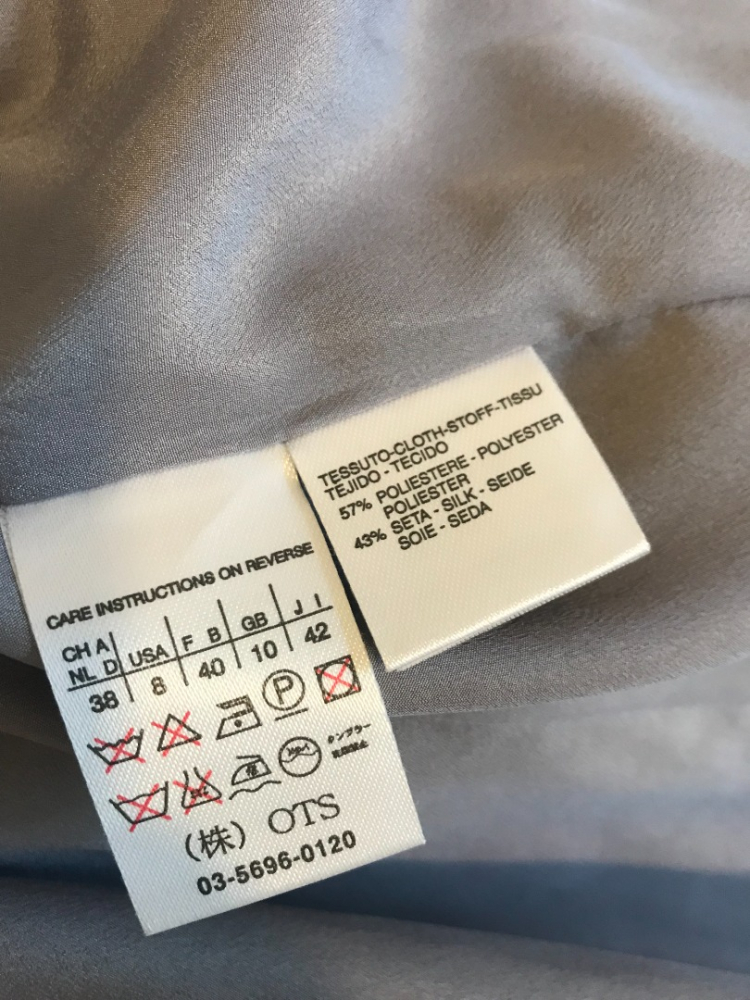 TESSUTO-CLOTH-STOFF-TISSU
TEJIDO - TECIDO
57% POLIESTERE - POLYESTER
POLIESTER
43% SETA - SILK - SEIDE
SOIE - SEDA
CARE INSTRUCTIONS ON REVERSE
CH A USA F B GB J I
NL D
38 8 40 10 42
P
(株) OTS
03-5696-0120